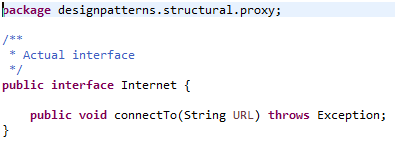 package designpatterns.structural.proxy;
/**
 * Actual interface
 */
public interface Internet {
    public void connectTo(String URL) throws Exception;
}